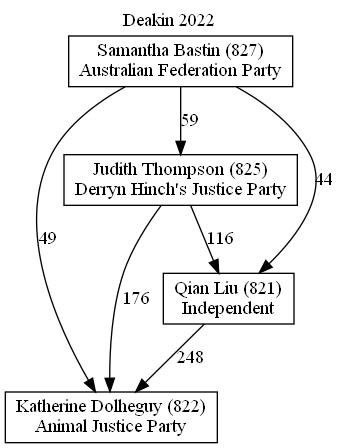 Deakin 2022
Samantha Bastin (827)
Australian Federation Party
59
Judith Thompson (825)
Derryn Hinch's Justice Party
44
49
176
116
Qian Liu (821)
Independent
248
Katherine Dolheguy (822)
Animal Justice Party